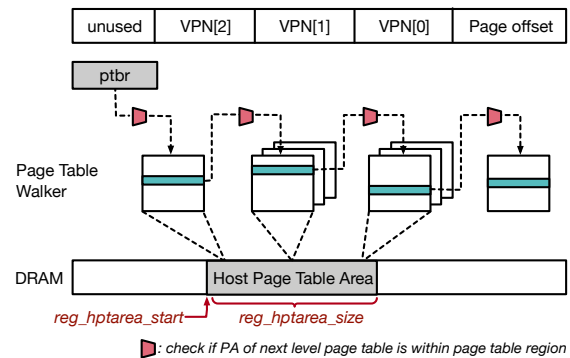 unused VPN[2] VPN[1] VPN[0] Page offset
ptbr
Page Table
Walker
DRAM Host Page Table Area
reg_hptarea_start reg_hptarea_size
: check if PA of next level page table is within page table region